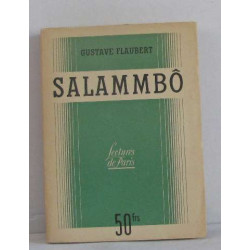 GUSTAVE FLAUBERT
SALAMMBÔ
Lectures
de Paris
50 frs